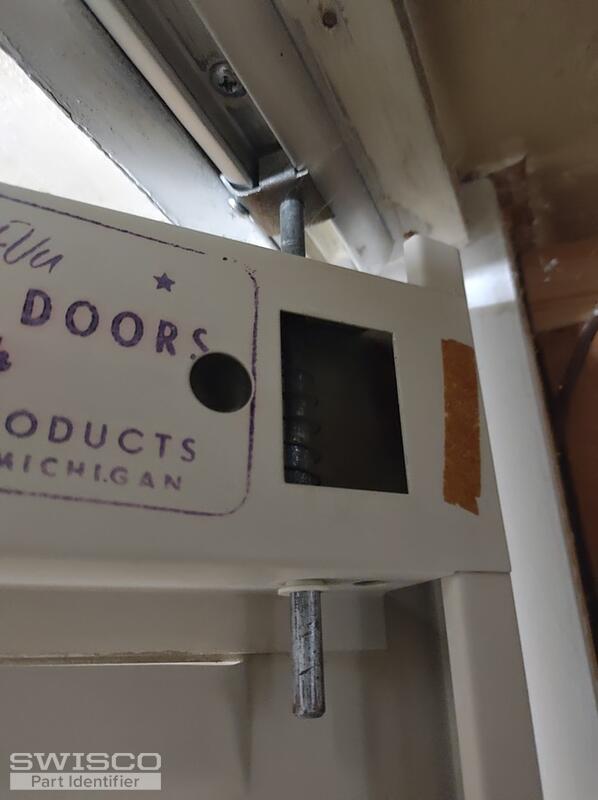 DOORS
ODUCTS
MICHIGAN
SWISCO
Part Identifier